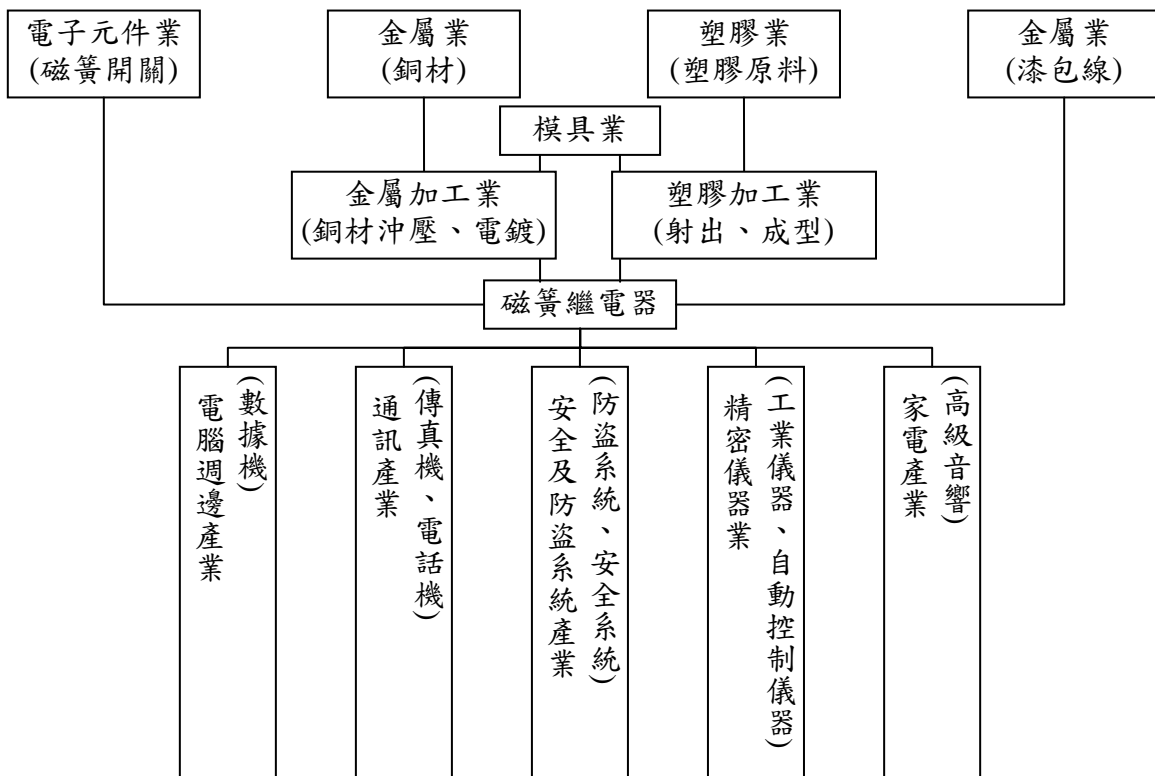 電子元件業
(磁簧開關)
金屬業
(銅材)
塑膠業
(塑膠原料)
金屬業
(漆包線)
模具業
金屬加工業
(銅材沖壓、電鍍)
塑膠加工業
(射出、成型)
磁簧繼電器
電腦週邊產業
(數據機)
通訊產業
(傳真機、電話機)
安全及防盜系統產業
(防盜系統、安全系統)
精密儀器業
(工業儀器、自動控制儀器)
家電產業
(高級音響)